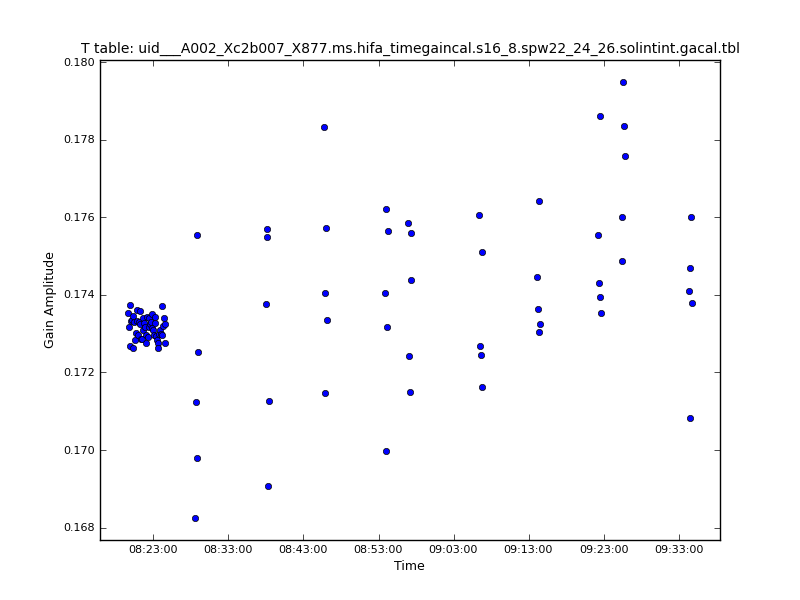 T table: uid___A002_Xc2b007_X877.ms.hifa_timegaincal.s16_8.spw22_24_26.solintint.gacal.tbl
0.180
0.178
0.176
0.174
0.172
0.170
0.168
Gain Amplitude
08:23:00 08:33:00 08:43:00 08:53:00 09:03:00 09:13:00 09:23:00 09:33:00
Time